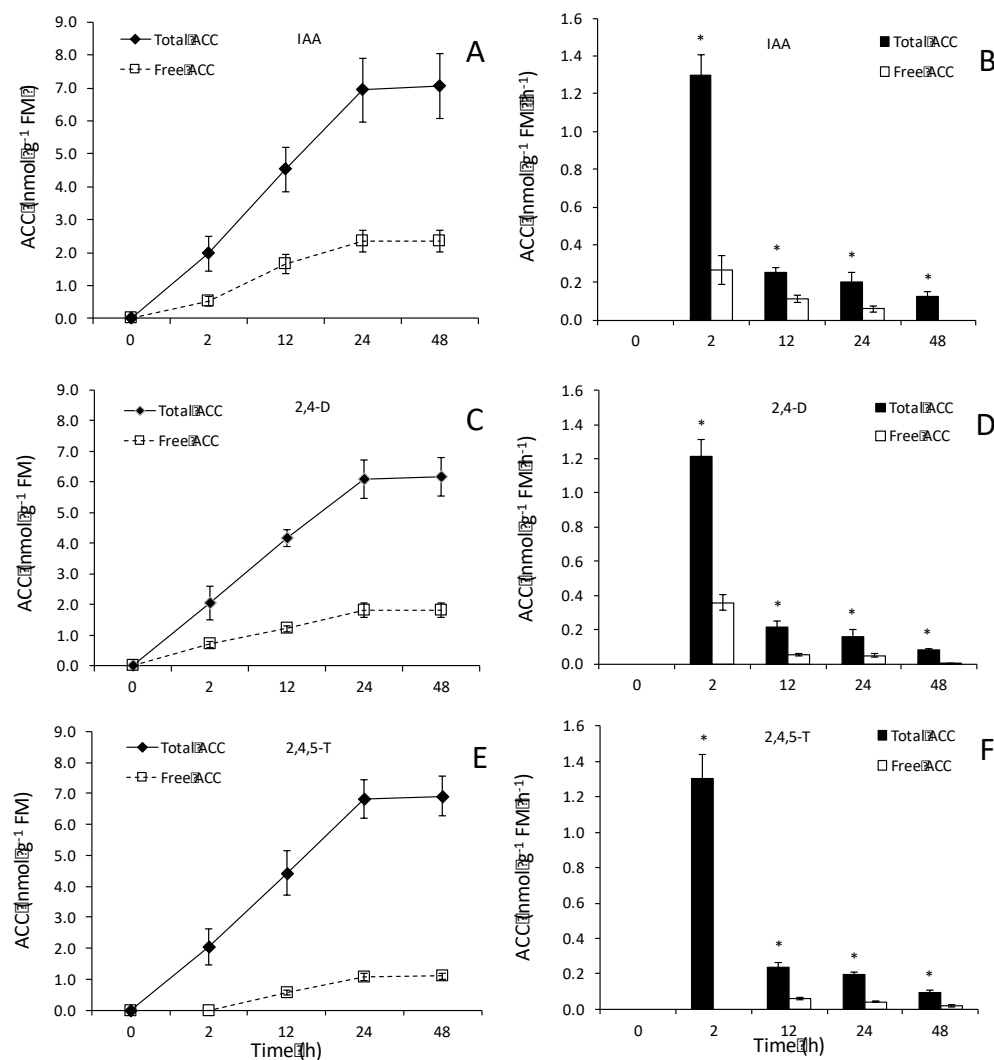 9.0
8.0
7.0
6.0
5.0
4.0
3.0
2.0
1.0
0.0
ACC (nmol g-1 FM )
Total ACC
Free ACC
IAA
A
0 2 12 24 48
1.6
1.4
1.2
1.0
0.8
0.6
0.4
0.2
0.0
ACC (nmol g-1 FM h-1)
*
IAA
Total ACC
Free ACC
B
* * *
0 2 12 24 48
9.0
8.0
7.0
6.0
5.0
4.0
3.0
2.0
1.0
0.0
ACC (nmol g-1 FM)
Total ACC
Free ACC
2,4-D
C
0 2 12 24 48
1.6
1.4
1.2
1.0
0.8
0.6
0.4
0.2
0.0
ACC (nmol g-1 FM h-1)
*
2,4-D
Total ACC
Free ACC
D
* * *
0 2 12 24 48
9.0
8.0
7.0
6.0
5.0
4.0
3.0
2.0
1.0
0.0
ACC (nmol g-1 FM)
Total ACC
Free ACC
2,4,5-T
E
0 2 12 24 48
Time (h)
1.6
1.4
1.2
1.0
0.8
0.6
0.4
0.2
0.0
ACC (nmol g-1 FM h-1)
*
2,4,5-T
Total ACC
Free ACC
F
* * *
0 2 12 24 48
Time (h)